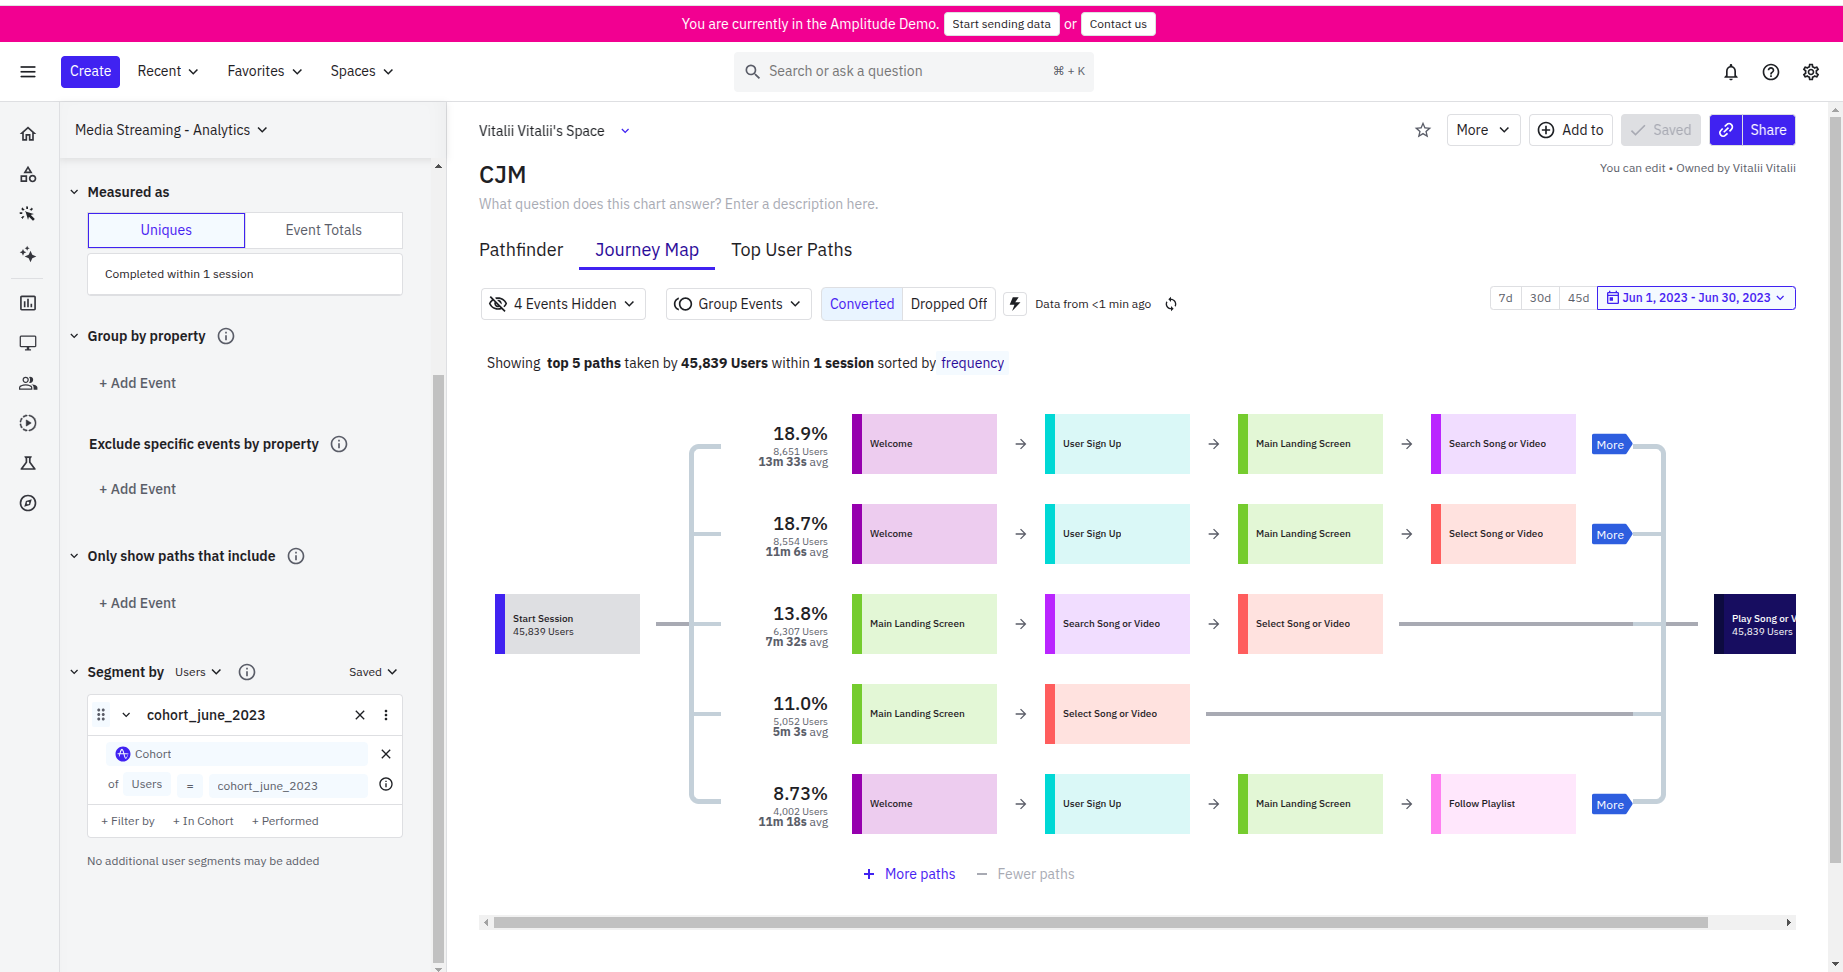 You are currently in the Amplitude Demo. Start sending data or Contact us
Create Recent Favorites Spaces Search or ask a question ⌘ + K
Media Streaming - Analytics
Measured as
Uniques Event Totals
Completed within 1 session
Group by property
+ Add Event
Exclude specific events by property
+ Add Event
Only show paths that include
+ Add Event
Segment by Users Saved
cohort_june_2023
Cohort
of Users = cohort_june_2023
+ Filter by + In Cohort + Performed
No additional user segments may be added
Vitalii Vitalii's Space
More Add to Saved Share
CJM
You can edit • Owned by Vitalii Vitalii
What question does this chart answer? Enter a description here.
Pathfinder Journey Map Top User Paths
4 Events Hidden Group Events Converted Dropped Off Data from <1 min ago
7d 30d 45d Jun 1, 2023 - Jun 30, 2023
Showing top 5 paths taken by 45,839 Users within 1 session sorted by frequency
Start Session
45,839 Users
18.9%
8,651 Users
13m 33s avg
Welcome User Sign Up Main Landing Screen Search Song or Video More
18.7%
8,554 Users
11m 6s avg
Welcome User Sign Up Main Landing Screen Select Song or Video More
13.8%
6,307 Users
7m 32s avg
Main Landing Screen Search Song or Video Select Song or Video
11.0%
5,052 Users
5m 3s avg
Main Landing Screen Select Song or Video
8.73%
4,002 Users
11m 18s avg
Welcome User Sign Up Main Landing Screen Follow Playlist More
Play Song or V
45,839 Users
+ More paths − Fewer paths